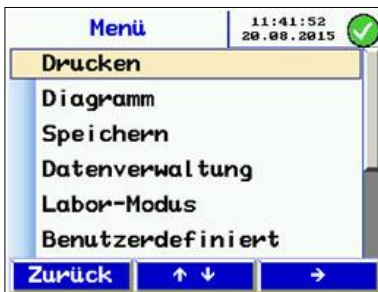 Menü
11:41:52
20.08.2015
Drucken
Diagramm
Speichern
Datenverwaltung
Labor-Modus
Benutzerdefiniert
Zurück ↑ ↓ →